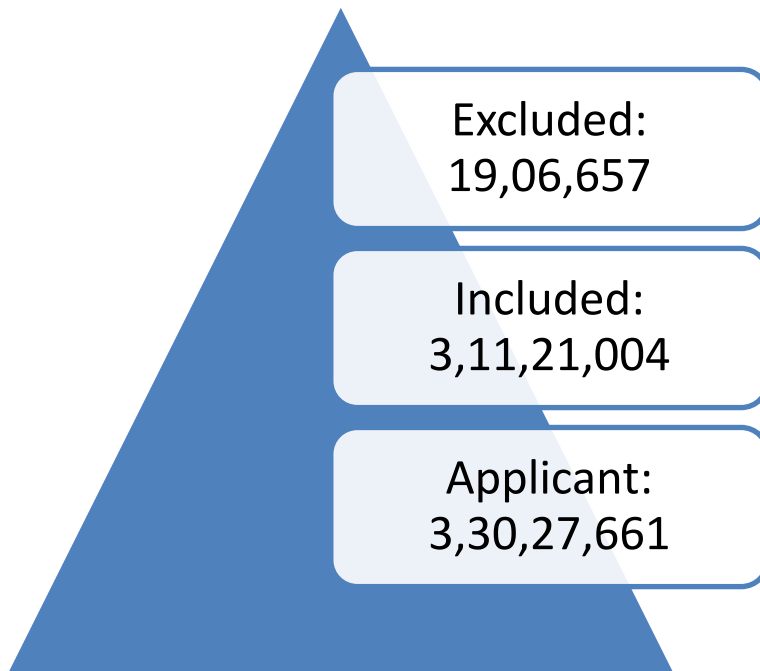 Excluded:
19,06,657
Included:
3,11,21,004
Applicant:
3,30,27,661